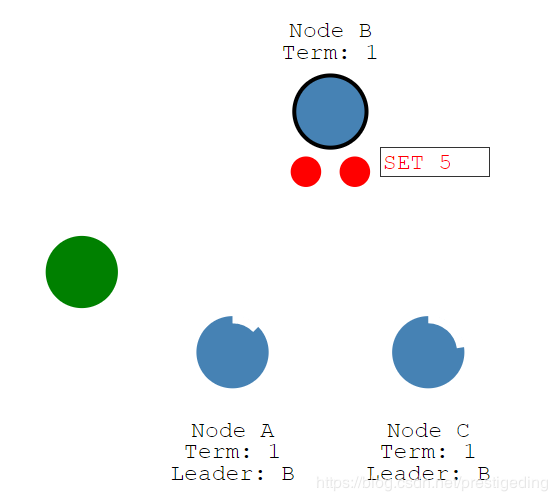 Node B
Term: 1
SET 5
Node A
Term: 1
Leader: B
Node C
Term: 1
Leader: B
https://blog.csdn.net/prestigeding